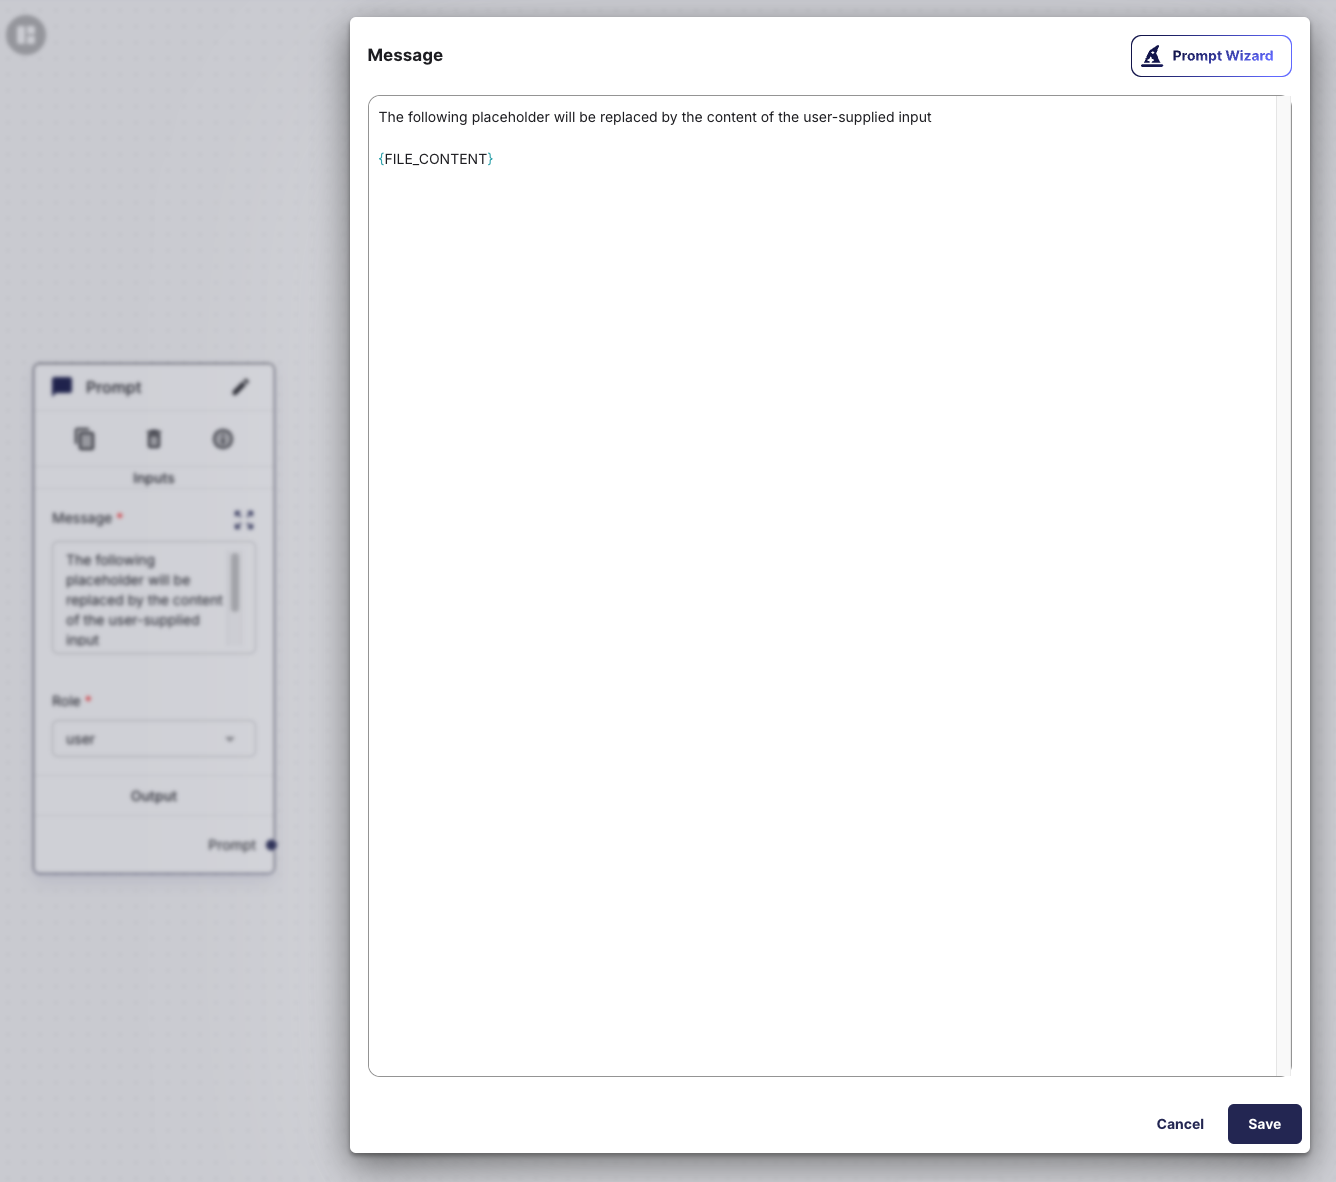 Message
Prompt Wizard
The following placeholder will be replaced by the content of the user-supplied input
{FILE_CONTENT}
Prompt
Inputs
Message *
The following
placeholder will be
replaced by the content
of the user-supplied
input
Role *
user
Output
Prompt
Cancel
Save